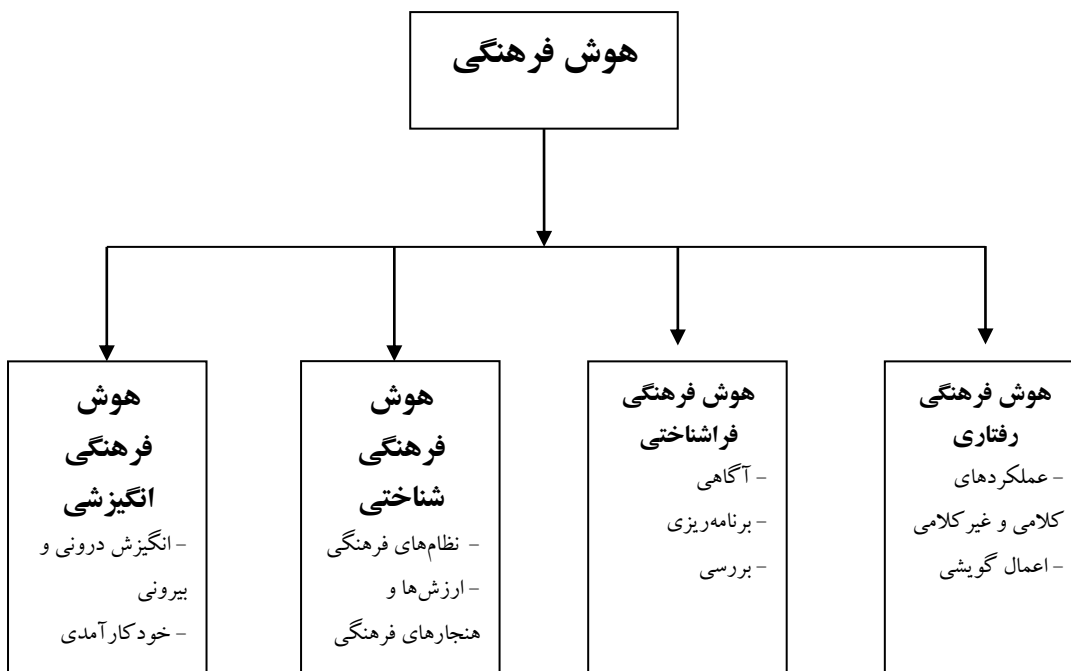 هوش فرهنگی
هوش فرهنگی
رفتاری
- عملکردهای
کلامی و غیرکلامی
- اعمال گویشی
هوش فرهنگی
فراشناختی
- آگاهی
- برنامه‌ریزی
- بررسی
هوش
فرهنگی
شناختی
- نظام‌های فرهنگی
- ارزش‌ها و
هنجارهای فرهنگی
هوش
فرهنگی
انگیزشی
- انگیزش درونی و
بیرونی
- خودکارآمدی